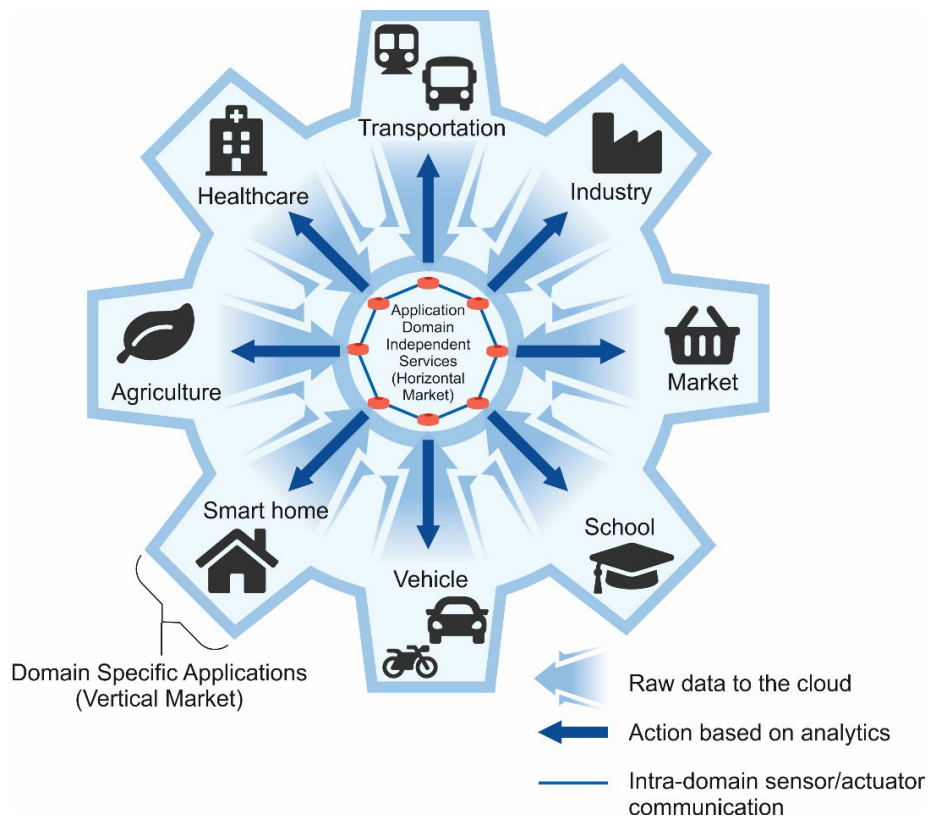 Transportation
Healthcare
Industry
Application
Domain
Independent
Services
(Horizontal
Market)
Agriculture
Market
Smart home
School
Vehicle
Domain Specific Applications
(Vertical Market)
Raw data to the cloud
Action based on analytics
Intra-domain sensor/actuator
communication